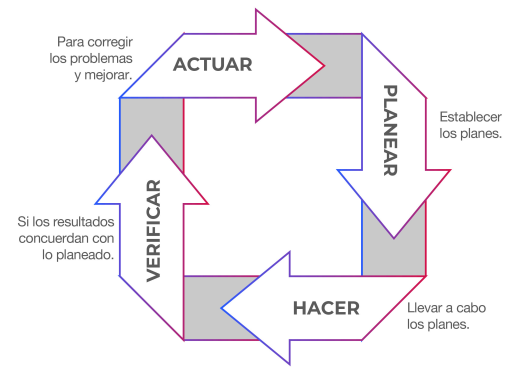 Para corregir
los problemas
y mejorar.
ACTUAR
PLANEAR
Establecer
los planes.
Si los resultados
concuerdan con
lo planeado.
VERIFICAR
HACER
Llevar a cabo
los planes.